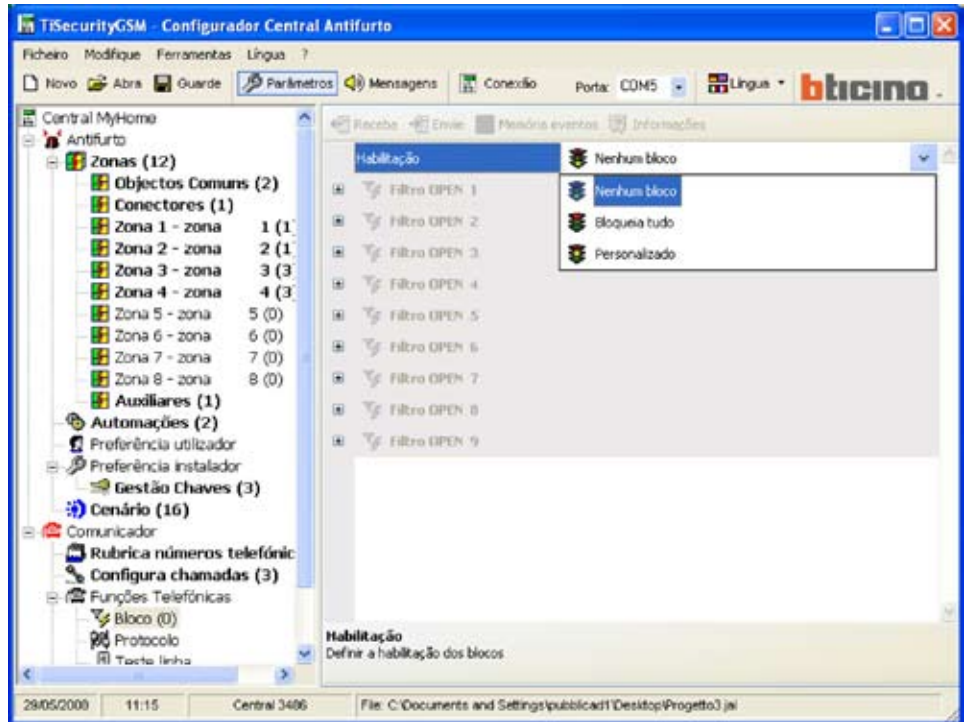 TiSecurityGSM - Configurador Central Antifurto
Ficheiro Modifique Ferramentas Língua ?
Novo Abra Guarde Parâmetros Mensagens Conexão Porta: COM5 Língua bticino
Central MyHome
Antifurto
Zonas (12)
Objectos Comuns (2)
Conectores (1)
Zona 1 - zona 1 (1)
Zona 2 - zona 2 (1
Zona 3 - zona 3 (3)
Zona 4 - zona 4 (3)
Zona 5 - zona 5 (0)
Zona 6 - zona 6 (0)
Zona 7 - zona 7 (0)
Zona 8 - zona 8 (0)
Auxiliares (1)
Automações (2)
Preferência utilizador
Preferência instalador
Gestão Chaves (3)
Cenário (16)
Comunicador
Rubrica números telefónic
Configura chamadas (3)
Funções Telefónicas
Bloco (0)
Protocolo
Teste linha
Receba Envie Memória eventos Informações
Habilitação Nenhum bloco
Nenhum bloco
Bloqueia tudo
Personalizado
Filtro OPEN 1
Filtro OPEN 2
Filtro OPEN 3
Filtro OPEN 4
Filtro OPEN 5
Filtro OPEN 6
Filtro OPEN 7
Filtro OPEN 8
Filtro OPEN 9
Habilitação
Definir a habilitação dos blocos
29/05/2008 11:15 Central 3486 File: C:\Documents and Settings\pubblicad1\Desktop\Progetto3.jai